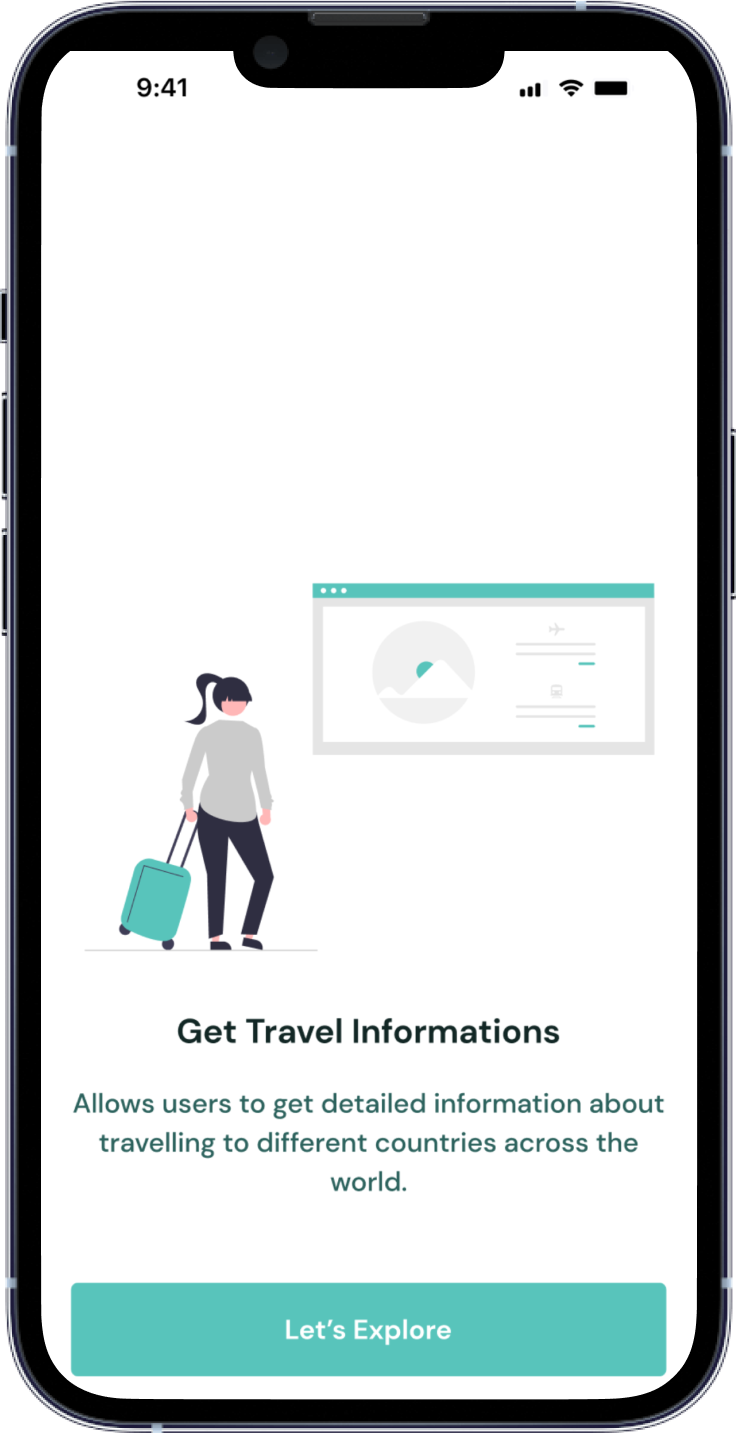 9:41
Get Travel Informations
Allows users to get detailed information about
travelling to different countries across the
world.
Let’s Explore